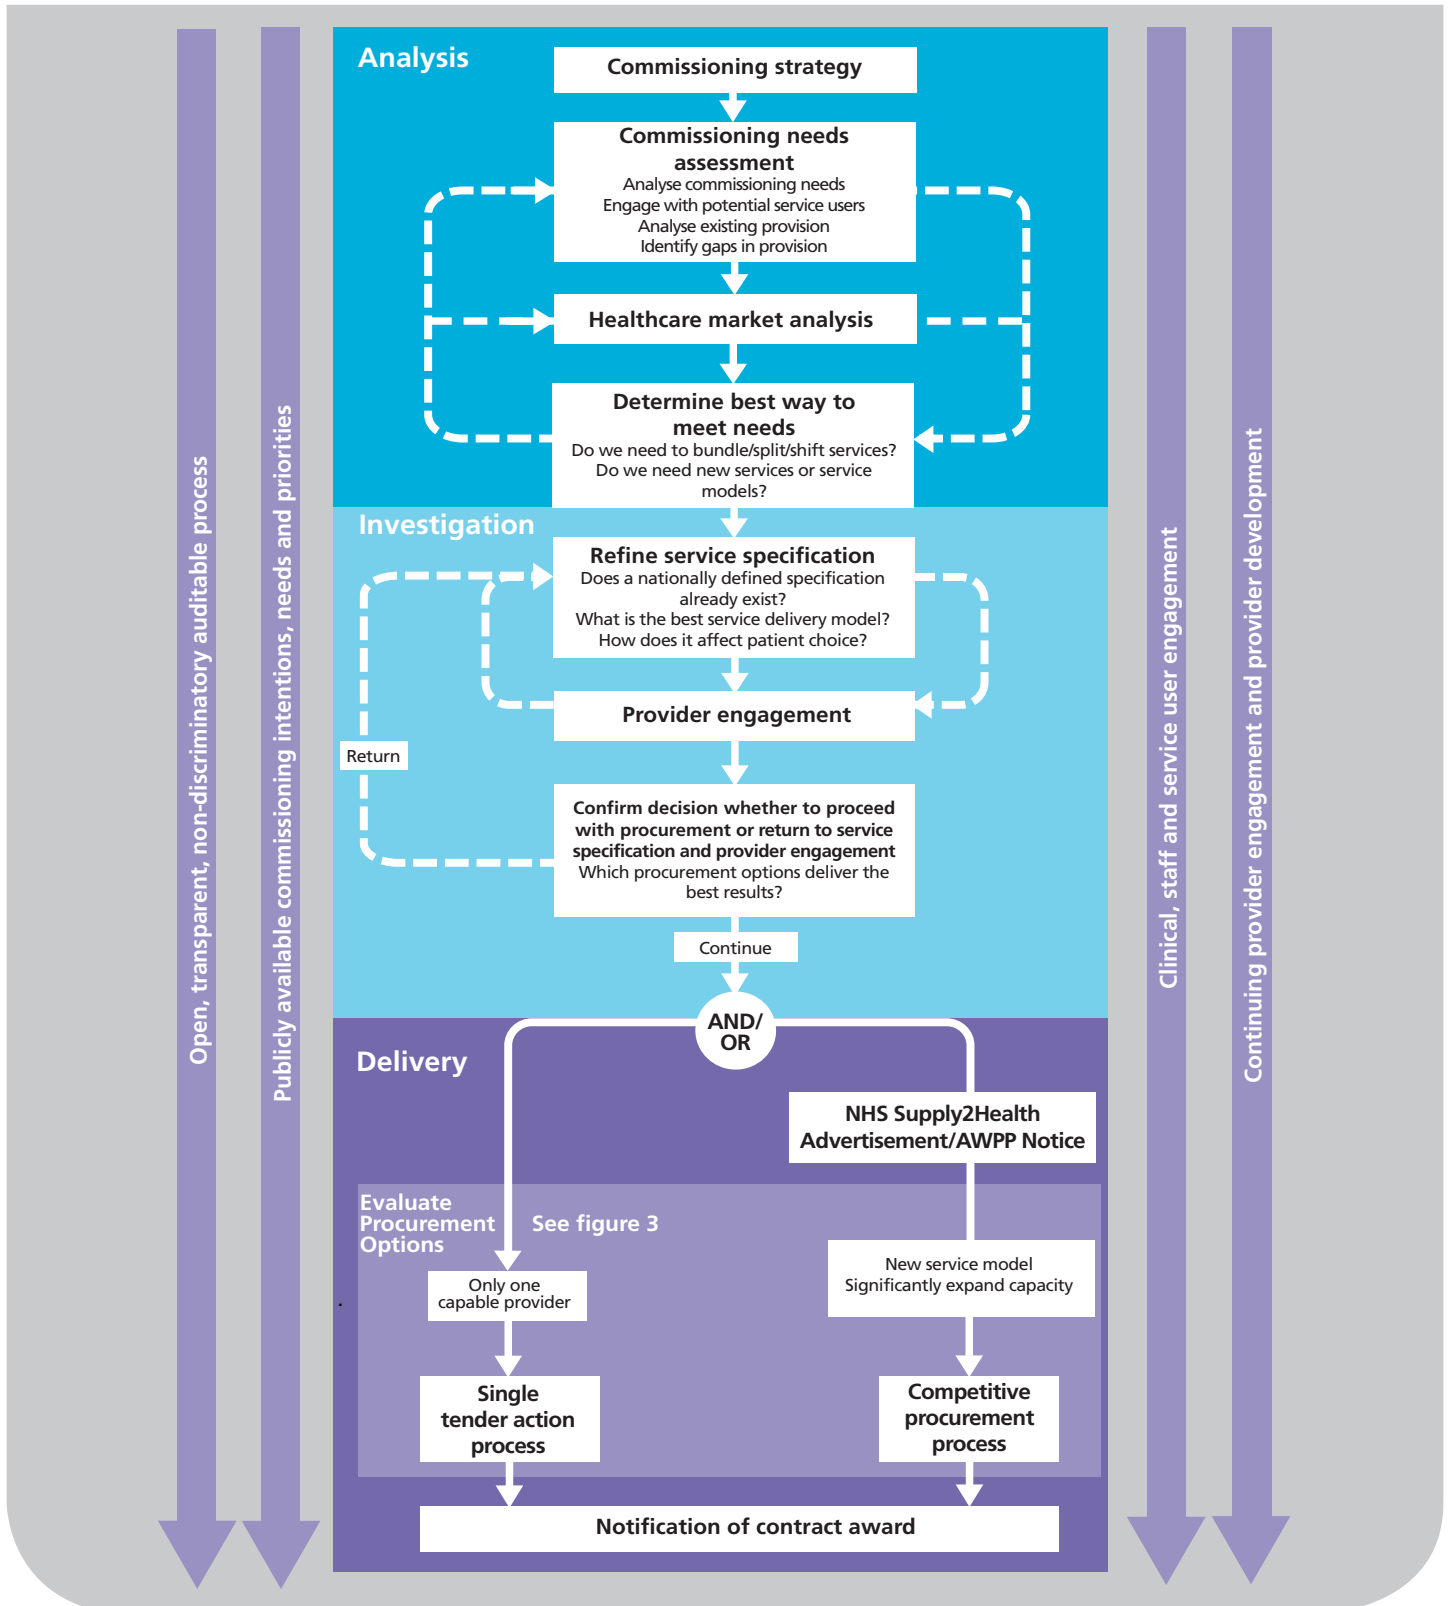 Analysis
Commissioning strategy
Commissioning needs
assessment
Analyse commissioning needs
Engage with potential service users
Analyse existing provision
Identify gaps in provision
Healthcare market analysis
Determine best way to
meet needs
Do we need to bundle/split/shift services?
Do we need new services or service
models?
Investigation
Refine service specification
Does a nationally defined specification
already exist?
What is the best service delivery model?
How does it affect patient choice?
Provider engagement
Return
Confirm decision whether to proceed
with procurement or return to service
specification and provider engagement
Which procurement options deliver the
best results?
Continue
AND/
OR
Delivery
NHS Supply2Health
Advertisement/AWPP Notice
Evaluate
Procurement
Options
See figure 3
Only one
capable provider
New service model
Significantly expand capacity
Single
tender action
process
Competitive
procurement
process
Notification of contract award
Open, transparent, non-discriminatory auditable process
Publicly available commissioning intentions, needs and priorities
Clinical, staff and service user engagement
Continuing provider engagement and provider development